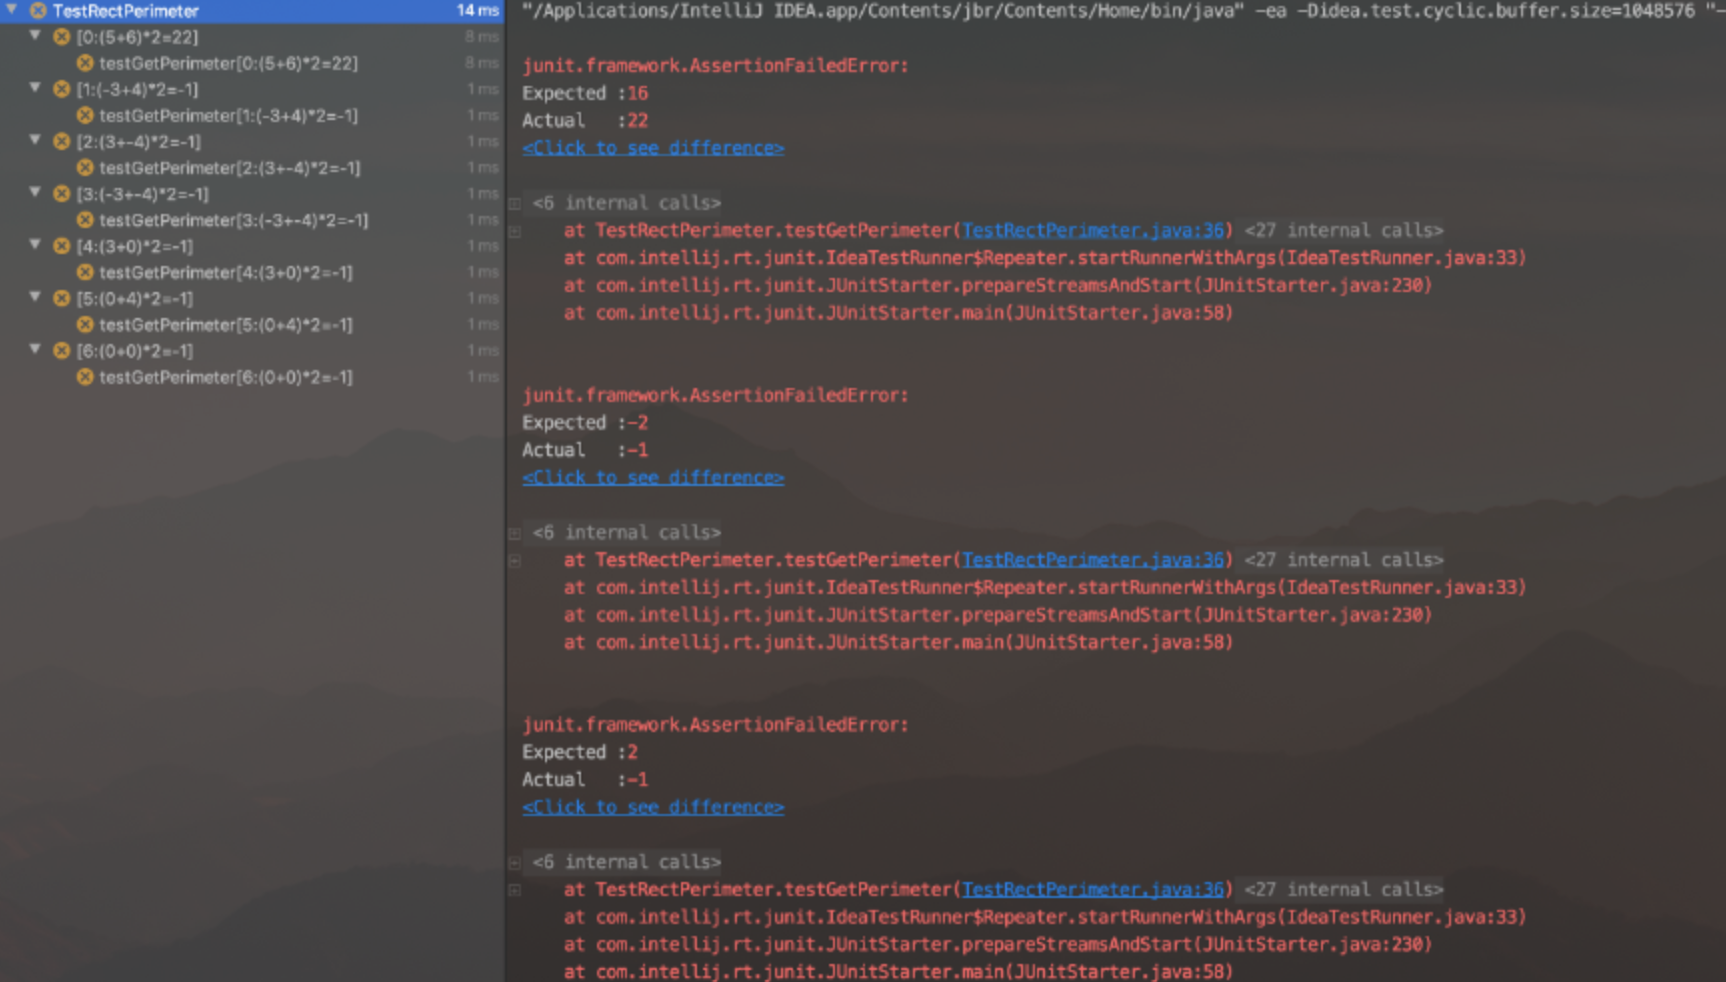 TestRectPerimeter 14 ms
[0:(5+6)*2=22] 8 ms
testGetPerimeter[0:(5+6)*2=22] 8 ms
[1:(-3+4)*2=-1] 1 ms
testGetPerimeter[1:(-3+4)*2=-1] 1 ms
[2:(3+-4)*2=-1] 1 ms
testGetPerimeter[2:(3+-4)*2=-1] 1 ms
[3:(-3+-4)*2=-1] 1 ms
testGetPerimeter[3:(-3+-4)*2=-1] 1 ms
[4:(3+0)*2=-1] 1 ms
testGetPerimeter[4:(3+0)*2=-1] 1 ms
[5:(0+4)*2=-1] 1 ms
testGetPerimeter[5:(0+4)*2=-1] 1 ms
[6:(0+0)*2=-1] 1 ms
testGetPerimeter[6:(0+0)*2=-1] 1 ms
"/Applications/IntelliJ IDEA.app/Contents/jbr/Contents/Home/bin/java" -ea -Didea.test.cyclic.buffer.size=1048576 "-
junit.framework.AssertionFailedError:
Expected :16
Actual   :22
<Click to see difference>
<6 internal calls>
at TestRectPerimeter.testGetPerimeter(TestRectPerimeter.java:36) <27 internal calls>
at com.intellij.rt.junit.IdeaTestRunner$Repeater.startRunnerWithArgs(IdeaTestRunner.java:33)
at com.intellij.rt.junit.JUnitStarter.prepareStreamsAndStart(JUnitStarter.java:230)
at com.intellij.rt.junit.JUnitStarter.main(JUnitStarter.java:58)
junit.framework.AssertionFailedError:
Expected :-2
Actual   :-1
<Click to see difference>
<6 internal calls>
at TestRectPerimeter.testGetPerimeter(TestRectPerimeter.java:36) <27 internal calls>
at com.intellij.rt.junit.IdeaTestRunner$Repeater.startRunnerWithArgs(IdeaTestRunner.java:33)
at com.intellij.rt.junit.JUnitStarter.prepareStreamsAndStart(JUnitStarter.java:230)
at com.intellij.rt.junit.JUnitStarter.main(JUnitStarter.java:58)
junit.framework.AssertionFailedError:
Expected :2
Actual   :-1
<Click to see difference>
<6 internal calls>
at TestRectPerimeter.testGetPerimeter(TestRectPerimeter.java:36) <27 internal calls>
at com.intellij.rt.junit.IdeaTestRunner$Repeater.startRunnerWithArgs(IdeaTestRunner.java:33)
at com.intellij.rt.junit.JUnitStarter.prepareStreamsAndStart(JUnitStarter.java:230)
at com.intellij.rt.junit.JUnitStarter.main(JUnitStarter.java:58)